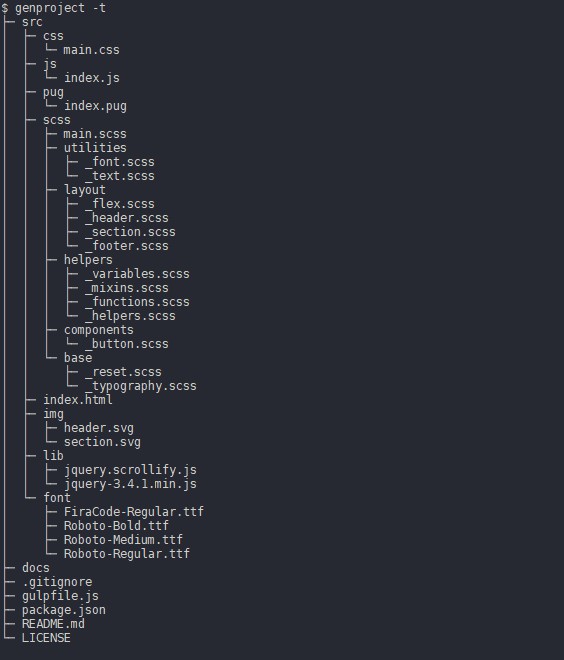 $ genproject -t
├─ src
│  ├─ css
│  │  └─ main.css
│  ├─ js
│  │  └─ index.js
│  ├─ pug
│  │  └─ index.pug
│  ├─ scss
│  │  ├─ main.scss
│  │  ├─ utilities
│  │  │  ├─ _font.scss
│  │  │  └─ _text.scss
│  │  ├─ layout
│  │  │  ├─ _flex.scss
│  │  │  ├─ _header.scss
│  │  │  ├─ _section.scss
│  │  │  └─ _footer.scss
│  │  ├─ helpers
│  │  │  ├─ _variables.scss
│  │  │  ├─ _mixins.scss
│  │  │  ├─ _functions.scss
│  │  │  └─ _helpers.scss
│  │  ├─ components
│  │  │  └─ _button.scss
│  │  └─ base
│  │     ├─ _reset.scss
│  │     └─ _typography.scss
│  ├─ index.html
│  ├─ img
│  │  ├─ header.svg
│  │  └─ section.svg
│  ├─ lib
│  │  ├─ jquery.scrollify.js
│  │  └─ jquery-3.4.1.min.js
│  └─ font
│     ├─ FiraCode-Regular.ttf
│     ├─ Roboto-Bold.ttf
│     ├─ Roboto-Medium.ttf
│     └─ Roboto-Regular.ttf
├─ docs
├─ .gitignore
├─ gulpfile.js
├─ package.json
├─ README.md
└─ LICENSE